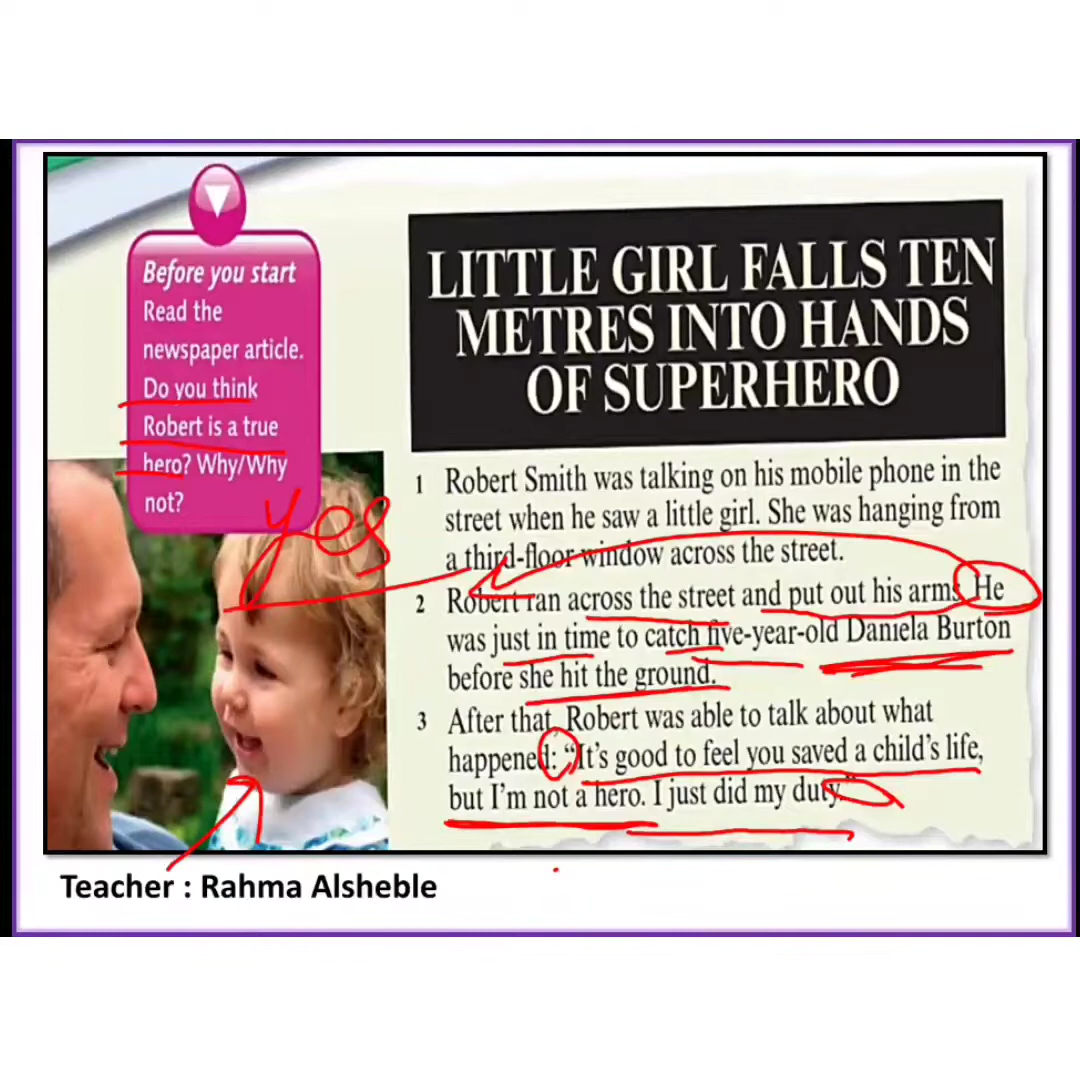 Before you start
Read the
newspaper article.
Do you think
Robert is a true
hero? Why/Why
not?
yes
LITTLE GIRL FALLS TEN
METRES INTO HANDS
OF SUPERHERO
1 Robert Smith was talking on his mobile phone in the
street when he saw a little girl. She was hanging from
a third-floor window across the street.
2 Robert ran across the street and put out his arms. He
was just in time to catch five-year-old Daniela Burton
before she hit the ground.
3 After that, Robert was able to talk about what
happened: “It's good to feel you saved a child's life,
but I'm not a hero. I just did my duty.”
Teacher : Rahma Alsheble